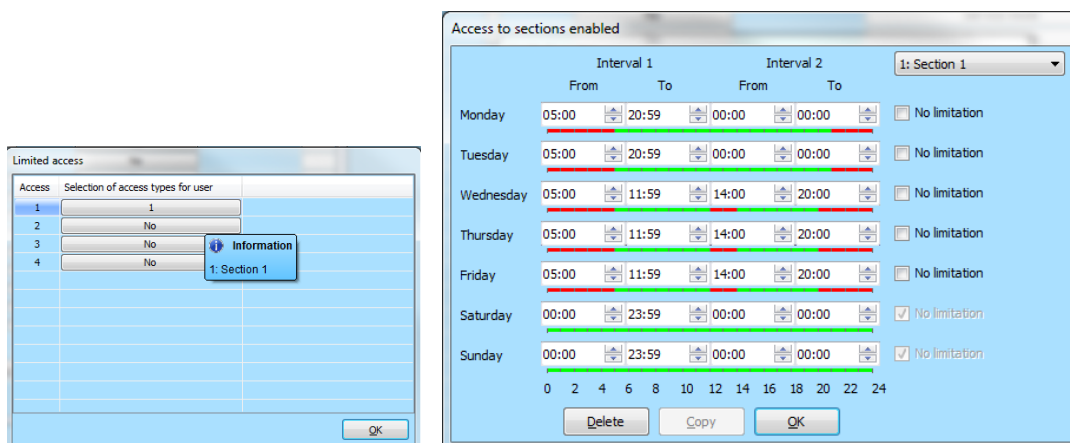 Limited access
Access Selection of access types for user
1 1
2 No
3 No
4 No
Information
1: Section 1
OK
Access to sections enabled
Interval 1 Interval 2 1: Section 1
From To From To
Monday 05:00 20:59 00:00 00:00 No limitation
Tuesday 05:00 20:59 00:00 00:00 No limitation
Wednesday 05:00 11:59 14:00 20:00 No limitation
Thursday 05:00 11:59 14:00 20:00 No limitation
Friday 05:00 11:59 14:00 20:00 No limitation
Saturday 00:00 23:59 00:00 00:00 No limitation
Sunday 00:00 23:59 00:00 00:00 No limitation
0 2 4 6 8 10 12 14 16 18 20 22 24
Delete Copy OK